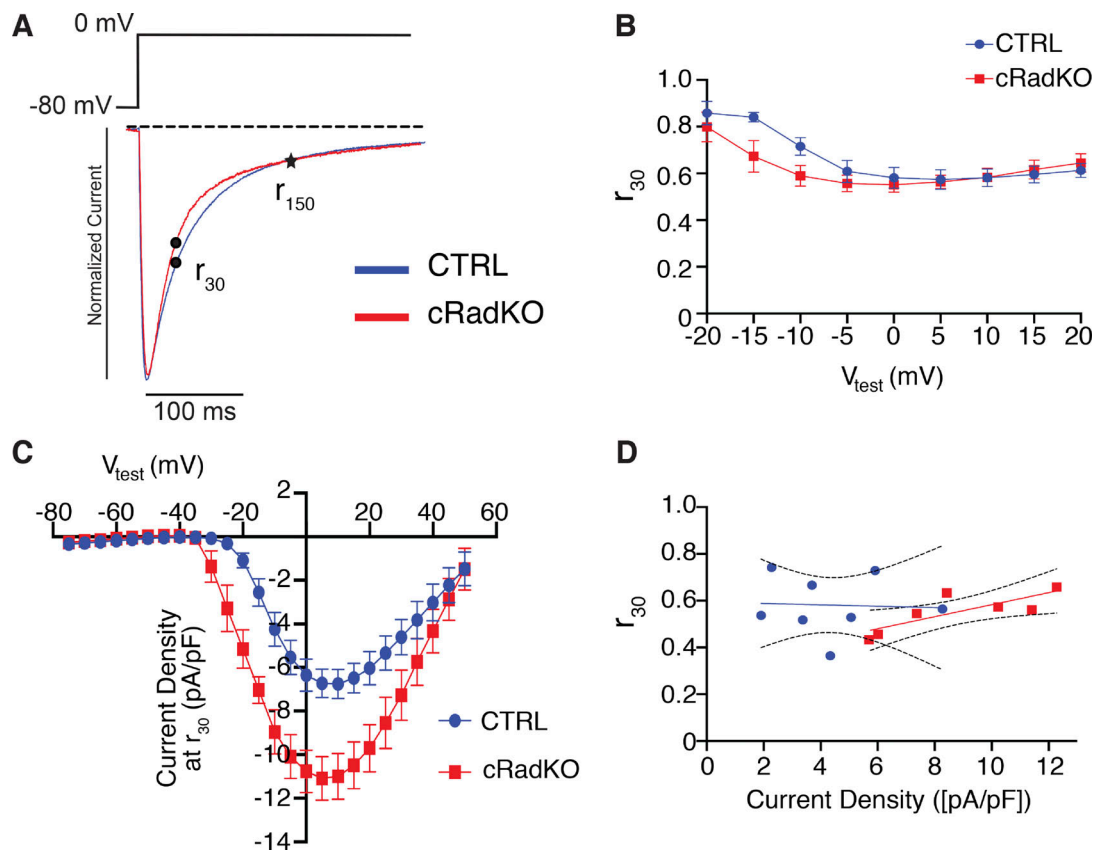 A
0 mV
-80 mV
Normalized Current
r150
r30
CTRL
cRadKO
100 ms
B
CTRL
cRadKO
1.0
0.8
0.6
0.4
0.2
0
r30
-20 -15 -10 -5 0 5 10 15 20
Vtest (mV)
C
Vtest (mV)
-80 -60 -40 -20 20 40 60
2
-2
-4
-6
-8
-10
-12
-14
Current Density
at r30 (pA/pF)
CTRL
cRadKO
D
1.0
0.8
0.6
0.4
0.2
0
r30
0 2 4 6 8 10 12
Current Density ([pA/pF])